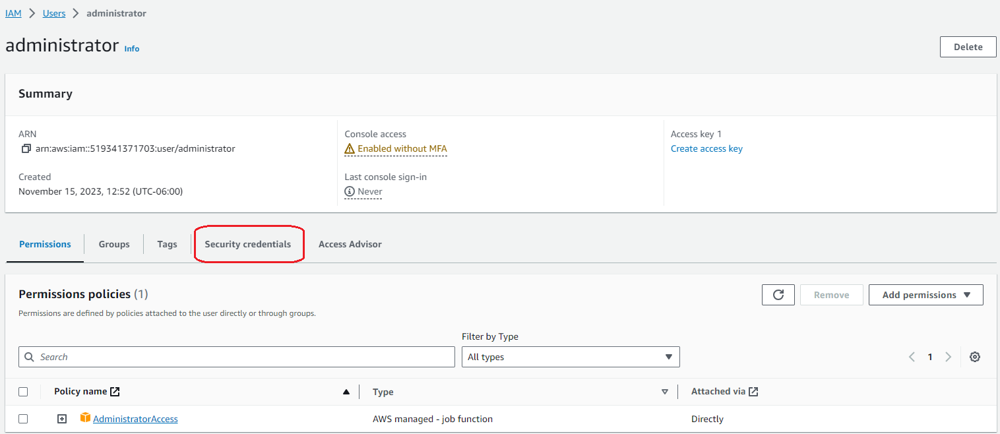 IAM > Users > administrator
administrator Info
Delete
Summary
ARN
arn:aws:iam::519341371703:user/administrator
Created
November 15, 2023, 12:52 (UTC-06:00)
Console access
Enabled without MFA
Last console sign-in
Never
Access key 1
Create access key
Permissions Groups Tags Security credentials Access Advisor
Permissions policies (1)
Permissions are defined by policies attached to the user directly or through groups.
Remove Add permissions
Filter by Type
Search
All types
1
Policy name Type Attached via
AdministratorAccess AWS managed - job function Directly